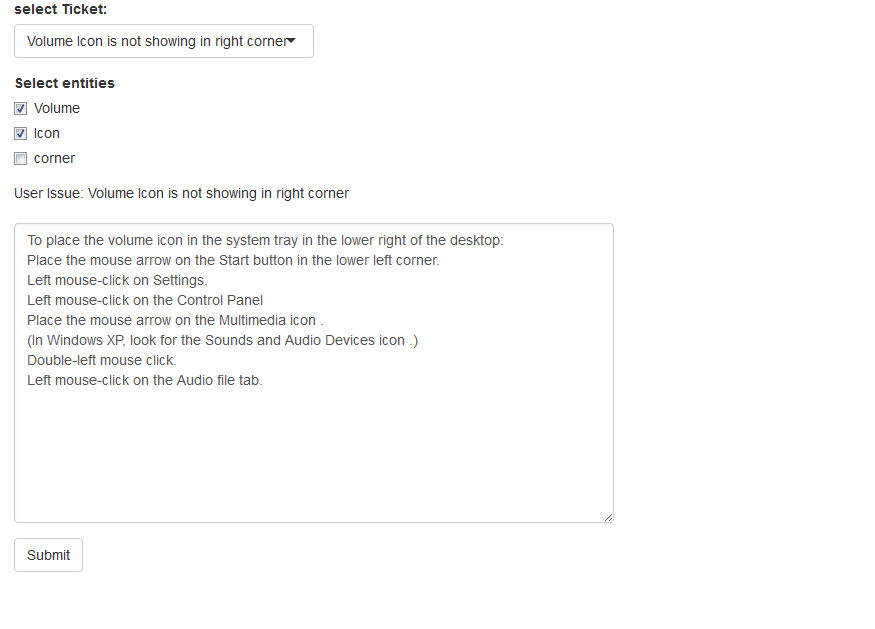 select Ticket:
Volume Icon is not showing in right corner
Select entities
Volume
Icon
corner
User Issue: Volume Icon is not showing in right corner
To place the volume icon in the system tray in the lower right of the desktop:
Place the mouse arrow on the Start button in the lower left corner.
Left mouse-click on Settings.
Left mouse-click on the Control Panel
Place the mouse arrow on the Multimedia icon .
(In Windows XP, look for the Sounds and Audio Devices icon .)
Double-left mouse click.
Left mouse-click on the Audio file tab.
Submit